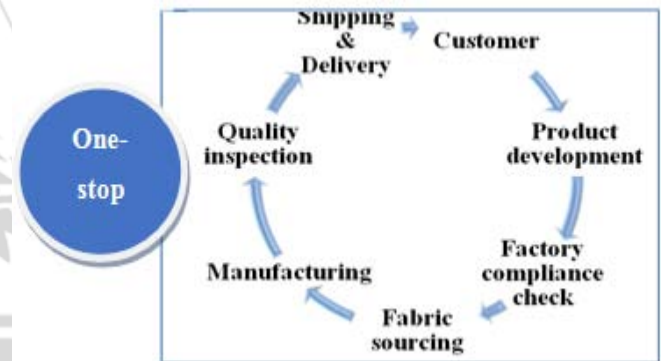 Shipping
&
Delivery
Customer
Product
development
Factory
compliance
check
Fabric
sourcing
Manufacturing
Quality
inspection
One-
stop